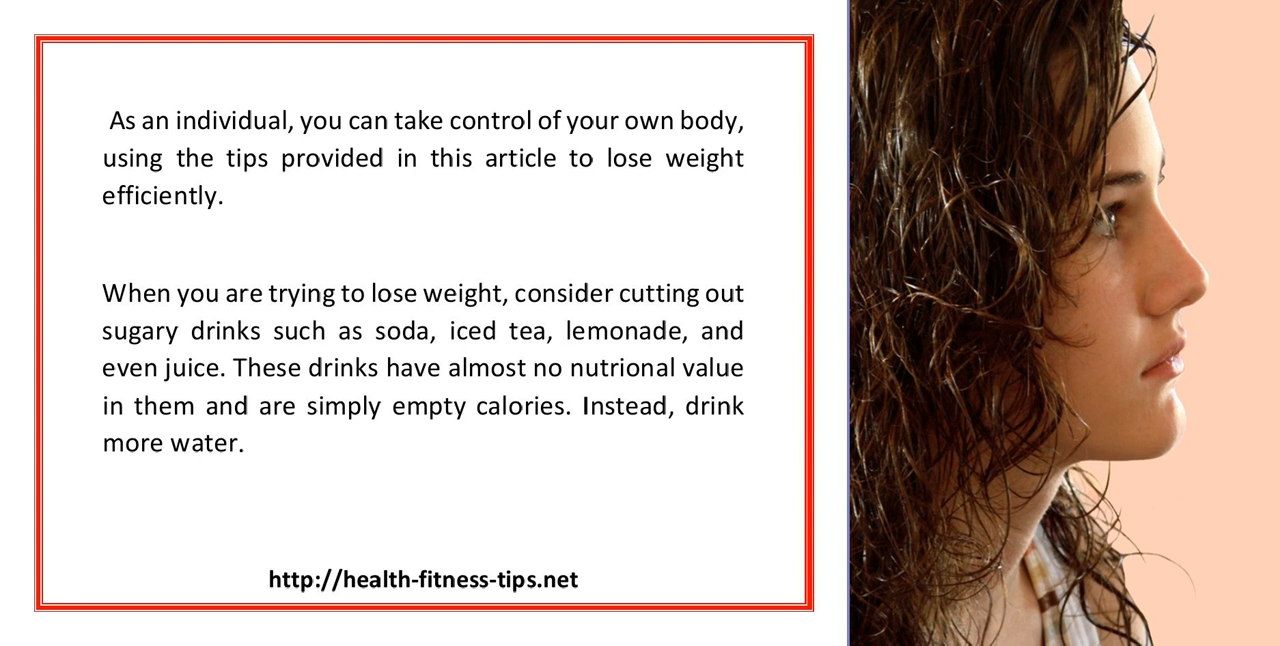 As an individual, you can take control of your own body,
using the tips provided in this article to lose weight
efficiently.
When you are trying to lose weight, consider cutting out
sugary drinks such as soda, iced tea, lemonade, and
even juice. These drinks have almost no nutrional value
in them and are simply empty calories. Instead, drink
more water.
http://health-fitness-tips.net